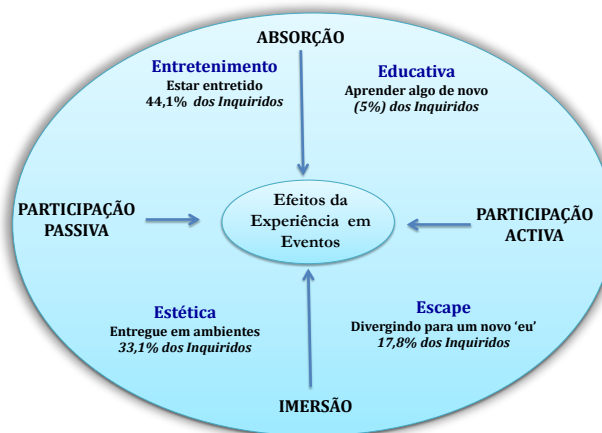 ABSORÇÃO
Entretenimento
Estar entretido
44,1% dos Inquiridos
Educativa
Aprender algo de novo
(5%) dos Inquiridos
PARTICIPAÇÃO
PASSIVA
Efeitos da
Experiência em
Eventos
PARTICIPAÇÃO
ACTIVA
Estética
Entregue em ambientes
33,1% dos Inquiridos
Escape
Divergindo para um novo ‘eu’
17,8% dos Inquiridos
IMERSÃO